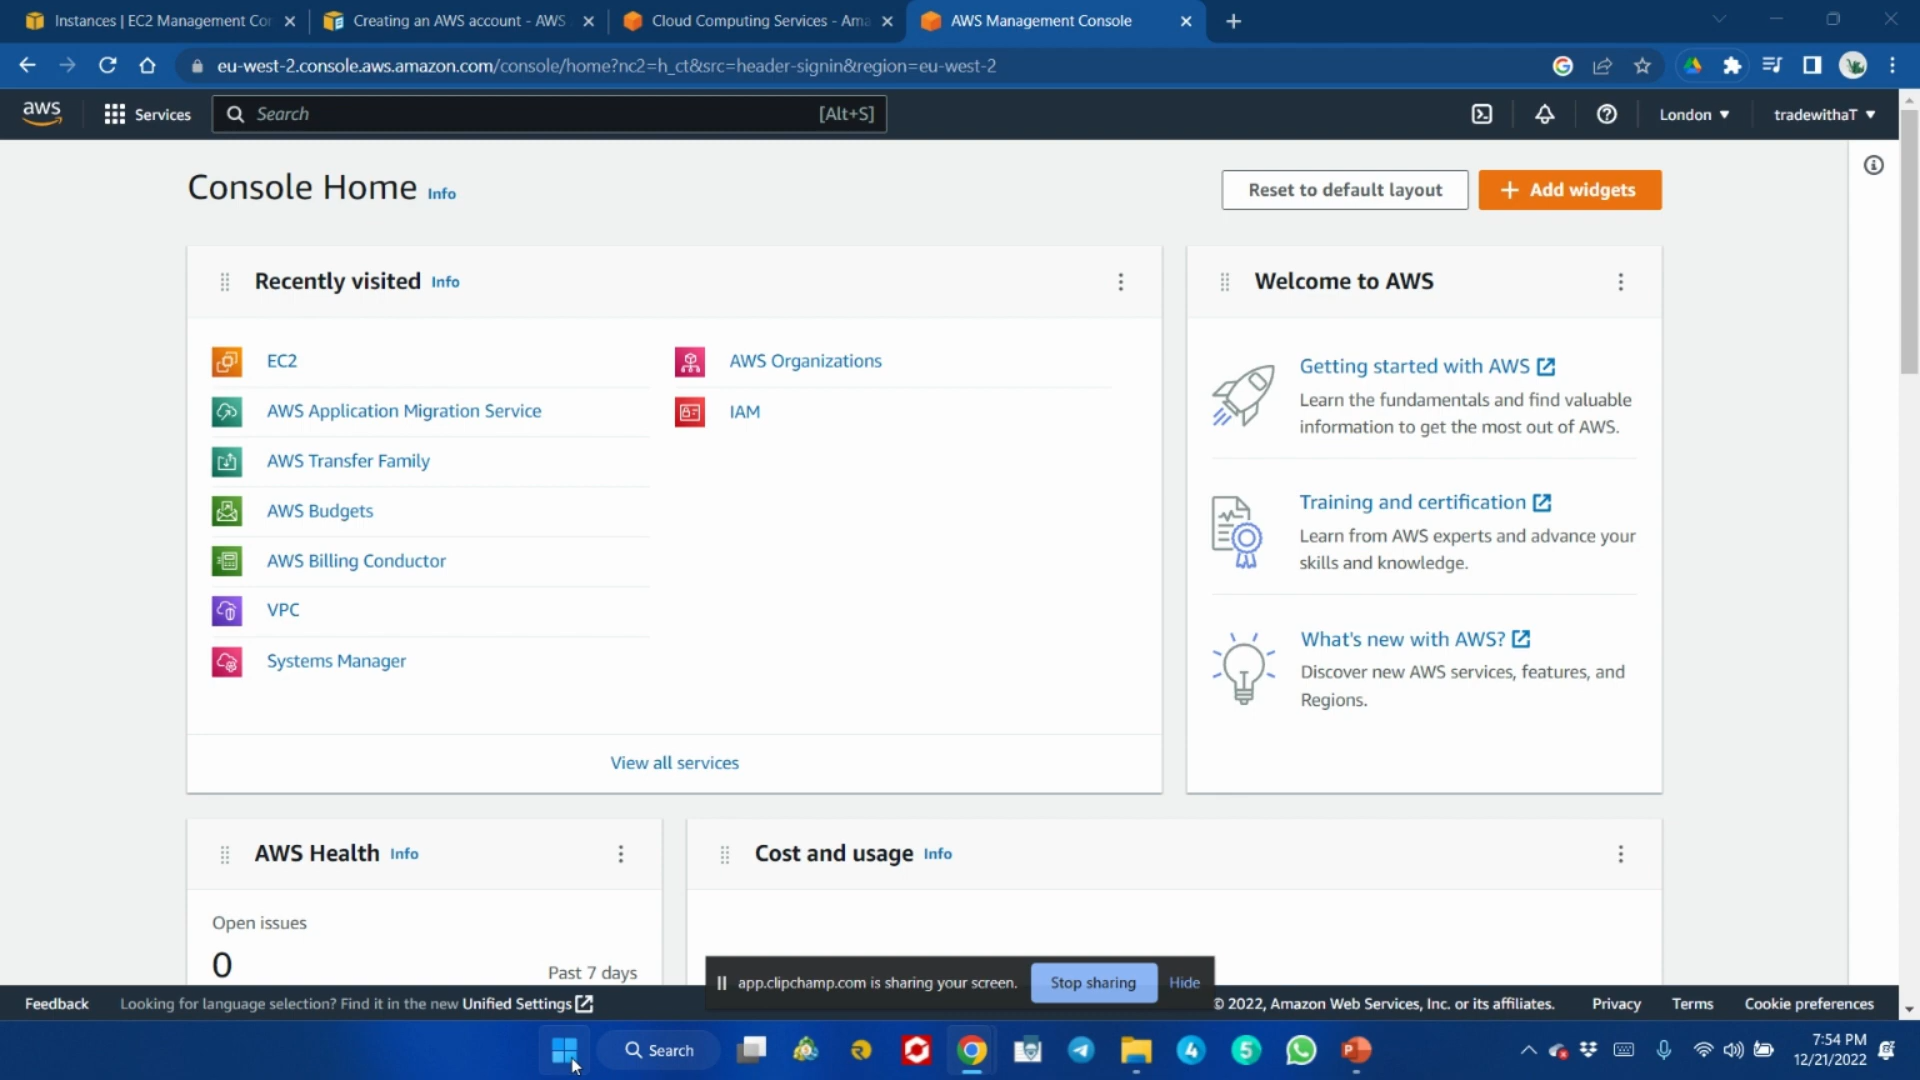 Instances | EC2 Management Co
Creating an AWS account - AWS
Cloud Computing Services - Ama
AWS Management Console
eu-west-2.console.aws.amazon.com/console/home?nc2=h_ct&src=header-signin&region=eu-west-2
aws
Services
Search
[Alt+S]
London
tradewithaT
Console Home Info
Reset to default layout
+ Add widgets
Recently visited Info
EC2
AWS Application Migration Service
AWS Transfer Family
AWS Budgets
AWS Billing Conductor
VPC
Systems Manager
AWS Organizations
IAM
View all services
Welcome to AWS
Getting started with AWS
Learn the fundamentals and find valuable
information to get the most out of AWS.
Training and certification
Learn from AWS experts and advance your
skills and knowledge.
What's new with AWS?
Discover new AWS services, features, and
Regions.
AWS Health Info
Open issues
0
Past 7 days
Cost and usage Info
app.clipchamp.com is sharing your screen.
Stop sharing
Hide
Feedback
Looking for language selection? Find it in the new Unified Settings
© 2022, Amazon Web Services, Inc. or its affiliates.
Privacy
Terms
Cookie preferences
Search
4
5
7:54 PM
12/21/2022